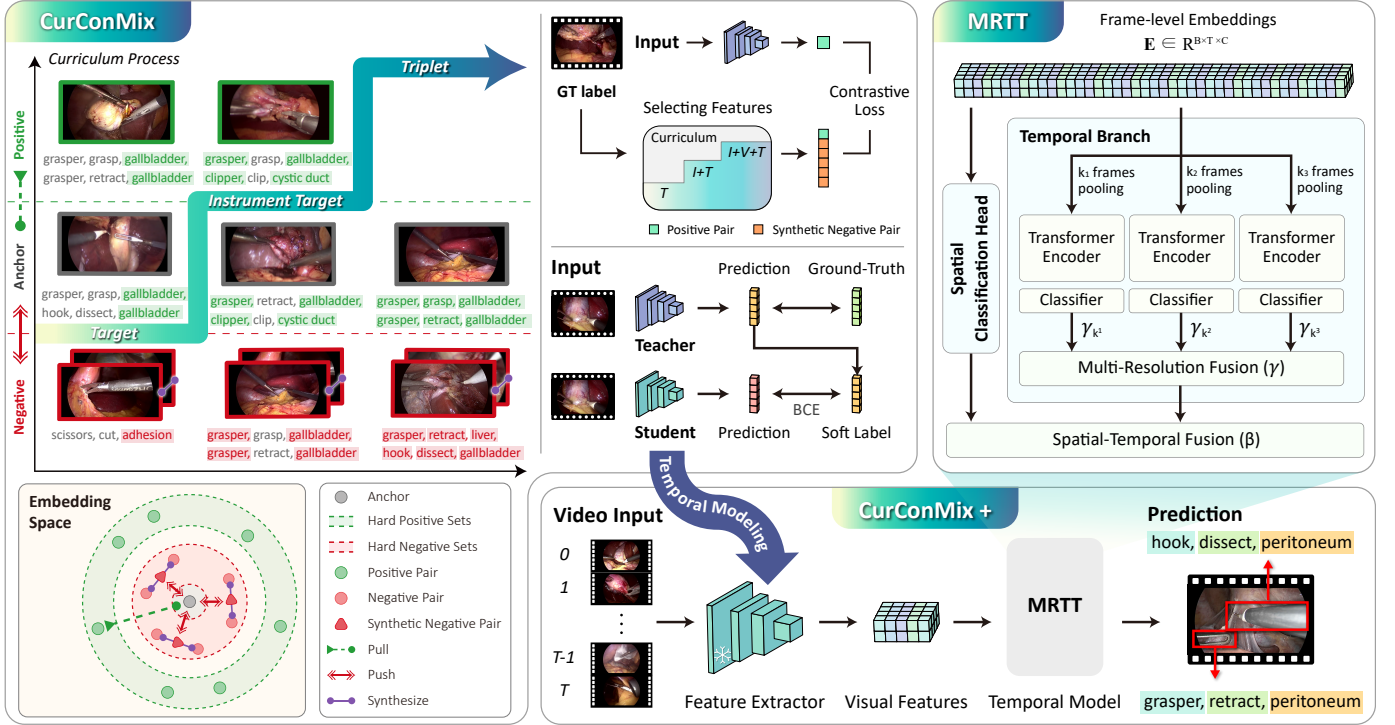 CurConMix
Curriculum Process
Positive
Anchor
Negative
Triplet
Instrument Target
Target
grasper, grasp, gallbladder,
grasper, retract, gallbladder
grasper, grasp, gallbladder,
clipper, clip, cystic duct
grasper, grasp, gallbladder,
hook, dissect, gallbladder
grasper, retract, gallbladder,
clipper, clip, cystic duct
grasper, grasp, gallbladder,
grasper, retract, gallbladder
scissors, cut, adhesion
grasper, grasp, gallbladder,
grasper, retract, gallbladder
grasper, retract, liver,
hook, dissect, gallbladder
Input
GT label
Selecting Features
Contrastive
Loss
Curriculum
T
I+T
I+V+T
Positive Pair
Synthetic Negative Pair
Input
Prediction
Ground-Truth
Teacher
Student
BCE
Prediction
Soft Label
Temporal Modeling
MRTT
Frame-level Embeddings
E ∈ R^{B×T×C}
Temporal Branch
k₁ frames
pooling
k₂ frames
pooling
k₃ frames
pooling
Spatial
Classification Head
Transformer
Encoder
Transformer
Encoder
Transformer
Encoder
Classifier
Classifier
Classifier
γ_{k¹}
γ_{k²}
γ_{k³}
Multi-Resolution Fusion (γ)
Spatial-Temporal Fusion (β)
Embedding
Space
Anchor
Hard Positive Sets
Hard Negative Sets
Positive Pair
Negative Pair
Synthetic Negative Pair
Pull
Push
Synthesize
CurConMix +
Video Input
0
1
T-1
T
Feature Extractor
Visual Features
MRTT
Temporal Model
Prediction
hook, dissect, peritoneum
grasper, retract, peritoneum